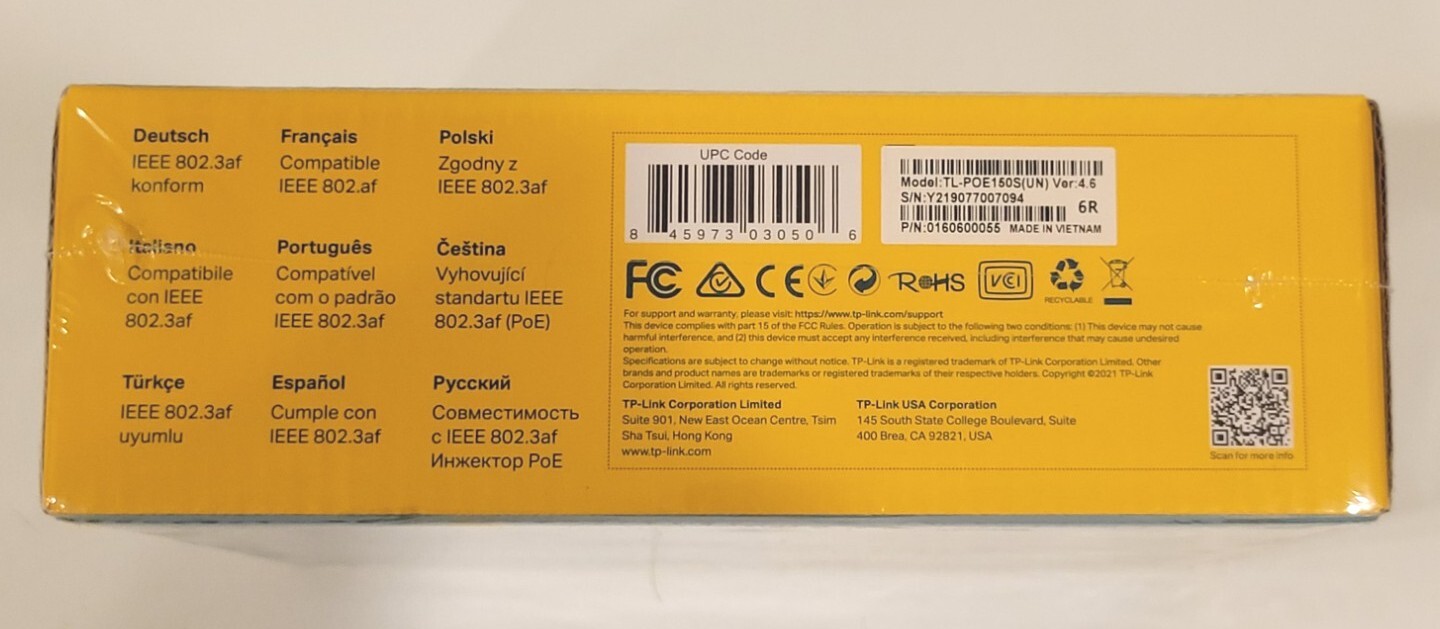 Deutsch
IEEE 802.3af
konform
Français
Compatible
IEEE 802.af
Polski
Zgodny z
IEEE 802.3af
Italiano
Compatibile
con IEEE
802.3af
Português
Compatível
com o padrão
IEEE 802.3af
Čeština
Vyhovující
standartu IEEE
802.3af (PoE)
Türkçe
IEEE 802.3af
uyumlu
Español
Cumple con
IEEE 802.3af
Русский
Совместимость
с IEEE 802.3af
Инжектор PoE
UPC Code
8 45973 03050 6
Model:TL-POE150S(UN) Ver:4.6
S/N:Y219077007094
6R
P/N:0160600055 MADE IN VIETNAM
FC
CE
RoHS
VCI
RECYCLABLE
For support and warranty, please visit: https://www.tp-link.com/support
This device complies with part 15 of the FCC Rules. Operation is subject to the following two conditions: (1) This device may not cause
harmful interference, and (2) this device must accept any interference received, including interference that may cause undesired
operation.
Specifications are subject to change without notice. TP-Link is a registered trademark of TP-Link Corporation Limited. Other
brands and product names are trademarks or registered trademarks of their respective holders. Copyright ©2021 TP-Link
Corporation Limited. All rights reserved.
TP-Link Corporation Limited
Suite 901, New East Ocean Centre, Tsim
Sha Tsui, Hong Kong
www.tp-link.com
TP-Link USA Corporation
145 South State College Boulevard, Suite
400 Brea, CA 92821, USA
Scan for more info